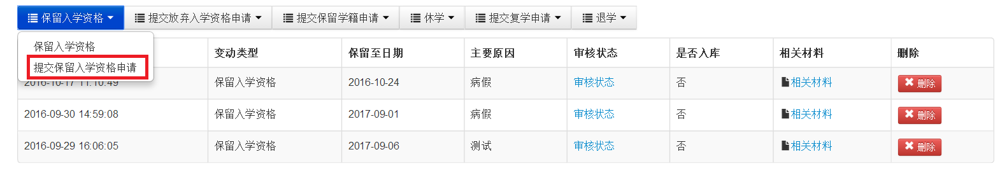 保留入学资格 提交放弃入学资格申请 提交保留学籍申请 休学 提交复学申请 退学
保留入学资格
提交保留入学资格申请
变动类型 保留至日期 主要原因 审核状态 是否入库 相关材料 删除
2016-10-17 11:10:49 保留入学资格 2016-10-24 病假 审核状态 否 相关材料 删除
2016-09-30 14:59:08 保留入学资格 2017-09-01 病假 审核状态 否 相关材料 删除
2016-09-29 16:06:05 保留入学资格 2017-09-06 测试 审核状态 否 相关材料 删除